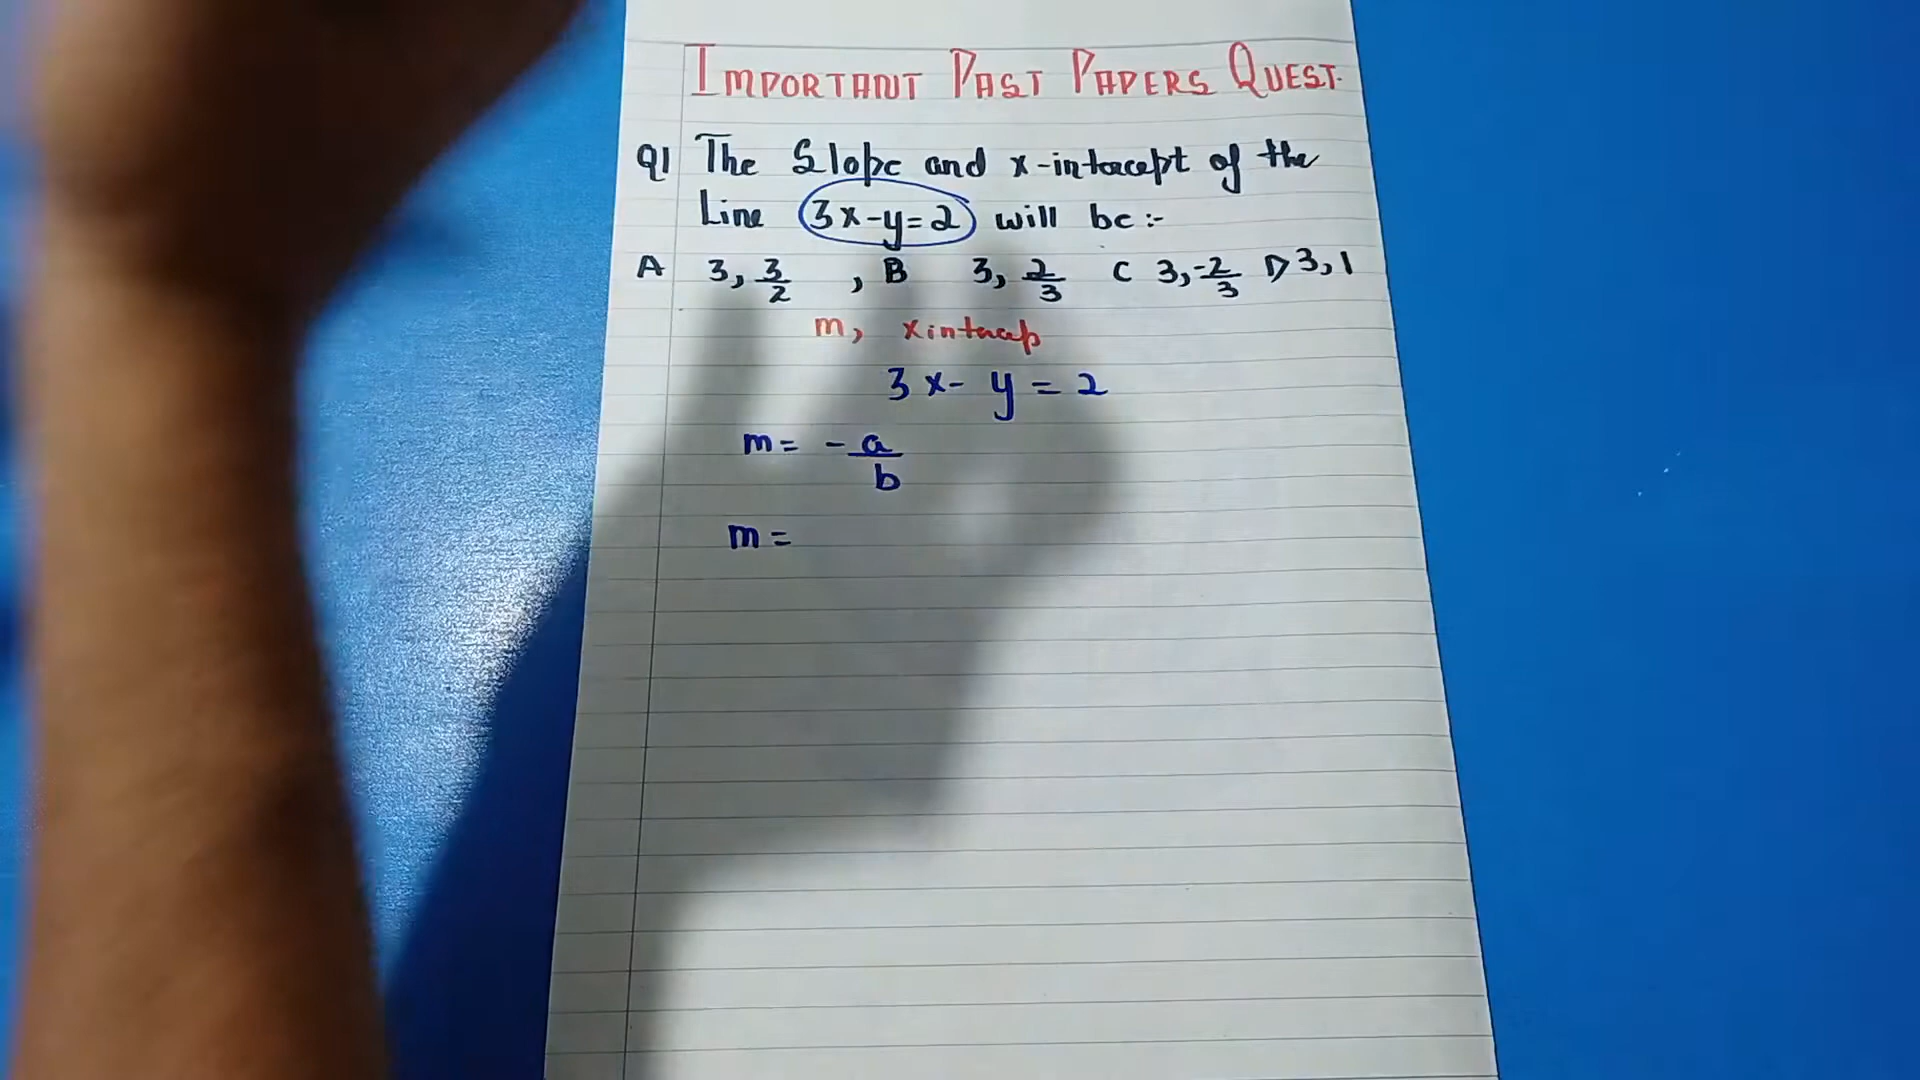 IMPORTANT PAST PAPERS QUEST.
Q1 The Slope and x-intercept of the
Line 3x-y=2 will be:-
A 3, 3/2 , B 3, 2/3 C 3, -2/3 D 3, 1
m, x intercep
3x - y = 2
m = - a/b
m =